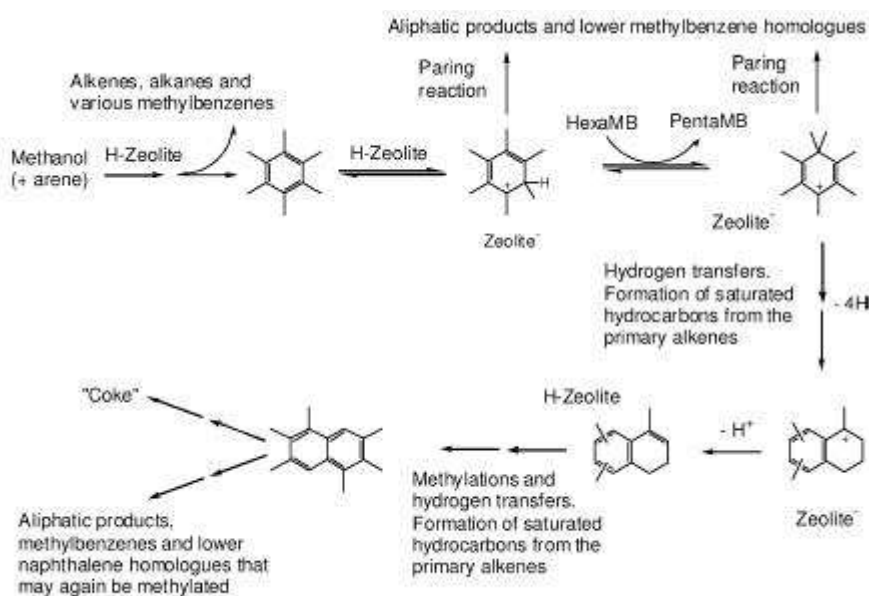 Aliphatic products and lower methylbenzene homologues
Alkenes, alkanes and
various methylbenzenes
Paring
reaction
Paring
reaction
Methanol
(+ arene)
H-Zeolite
H-Zeolite
HexaMB
PentaMB
+
H
+
Zeolite-
Zeolite-
Hydrogen transfers.
Formation of saturated
hydrocarbons from the
primary alkenes
- 4H
"Coke"
H-Zeolite
- H+
+
Zeolite-
Methylations and
hydrogen transfers.
Formation of saturated
hydrocarbons from the
primary alkenes
Aliphatic products,
methylbenzenes and lower
naphthalene homologues that
may again be methylated